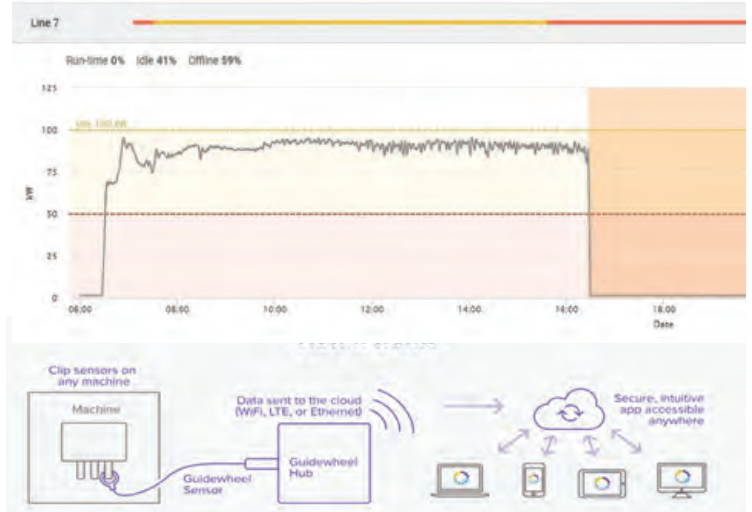 Line 7
Run-time 0% Idle 41% Offline 59%
125
100
75
kW
50
25
0
06:00 08:00 10:00 12:00 14:00 16:00 18:00
Date
Clip sensors on
any machine
Machine
Guidewheel
Sensor
Data sent to the cloud
(WiFi, LTE, or Ethernet)
Guidewheel
Hub
Secure, intuitive
app accessible
anywhere